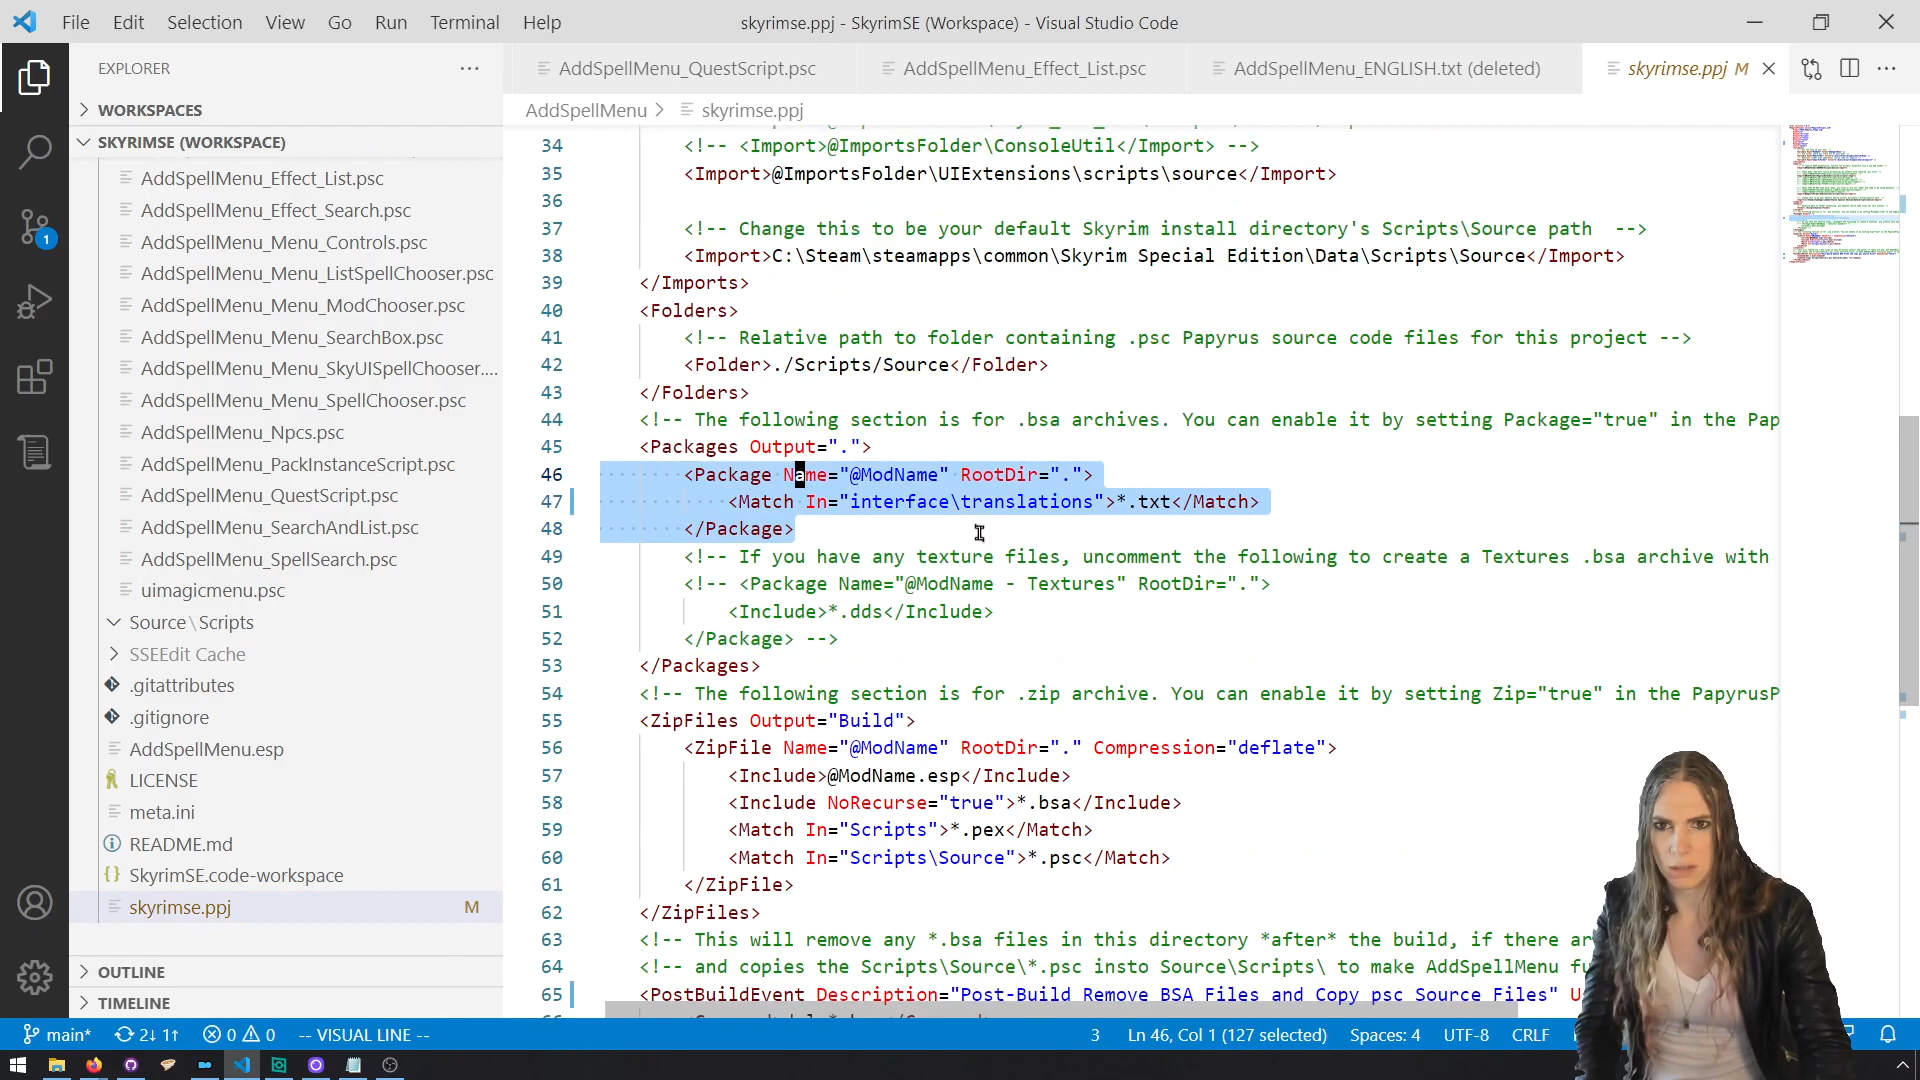 File Edit Selection View Go Run Terminal Help
skyrimse.ppj - SkyrimSE (Workspace) - Visual Studio Code
EXPLORER
WORKSPACES
SKYRIMSE (WORKSPACE)
AddSpellMenu_Effect_List.psc
AddSpellMenu_Effect_Search.psc
AddSpellMenu_Menu_Controls.psc
AddSpellMenu_Menu_ListSpellChooser.psc
AddSpellMenu_Menu_ModChooser.psc
AddSpellMenu_Menu_SearchBox.psc
AddSpellMenu_Menu_SkyUISpellChooser....
AddSpellMenu_Menu_SpellChooser.psc
AddSpellMenu_Npcs.psc
AddSpellMenu_PackInstanceScript.psc
AddSpellMenu_QuestScript.psc
AddSpellMenu_SearchAndList.psc
AddSpellMenu_SpellSearch.psc
uimagicmenu.psc
Source\Scripts
SSEEdit Cache
.gitattributes
.gitignore
AddSpellMenu.esp
LICENSE
meta.ini
README.md
SkyrimSE.code-workspace
skyrimse.ppj M
OUTLINE
TIMELINE
AddSpellMenu_QuestScript.psc AddSpellMenu_Effect_List.psc AddSpellMenu_ENGLISH.txt (deleted) skyrimse.ppj M
AddSpellMenu > skyrimse.ppj
34 <!-- <Import>@ImportsFolder\ConsoleUtil</Import> -->
35 <Import>@ImportsFolder\UIExtensions\scripts\source</Import>
36
37 <!-- Change this to be your default Skyrim install directory's Scripts\Source path -->
38 <Import>C:\Steam\steamapps\common\Skyrim Special Edition\Data\Scripts\Source</Import>
39 </Imports>
40 <Folders>
41 <!-- Relative path to folder containing .psc Papyrus source code files for this project -->
42 <Folder>./Scripts/Source</Folder>
43 </Folders>
44 <!-- The following section is for .bsa archives. You can enable it by setting Package="true" in the Pap
45 <Packages Output=".">
46 <Package Name="@ModName" RootDir=".">
47 <Match In="interface\translations">*.txt</Match>
48 </Package>
49 <!-- If you have any texture files, uncomment the following to create a Textures .bsa archive with
50 <!-- <Package Name="@ModName - Textures" RootDir=".">
51 <Include>*.dds</Include>
52 </Package> -->
53 </Packages>
54 <!-- The following section is for .zip archive. You can enable it by setting Zip="true" in the PapyrusP
55 <ZipFiles Output="Build">
56 <ZipFile Name="@ModName" RootDir="." Compression="deflate">
57 <Include>@ModName.esp</Include>
58 <Include NoRecurse="true">*.bsa</Include>
59 <Match In="Scripts">*.pex</Match>
60 <Match In="Scripts\Source">*.psc</Match>
61 </ZipFile>
62 </ZipFiles>
63 <!-- This will remove any *.bsa files in this directory *after* the build, if there ar
64 <!-- and copies the Scripts\Source\*.psc insto Source\Scripts\ to make AddSpellMenu fu
65 <PostBuildEvent Description="Post-Build Remove BSA Files and Copy psc Source Files" U
main* 2↓ 1↑ 0 0 -- VISUAL LINE -- 3 Ln 46, Col 1 (127 selected) Spaces: 4 UTF-8 CRLF
1